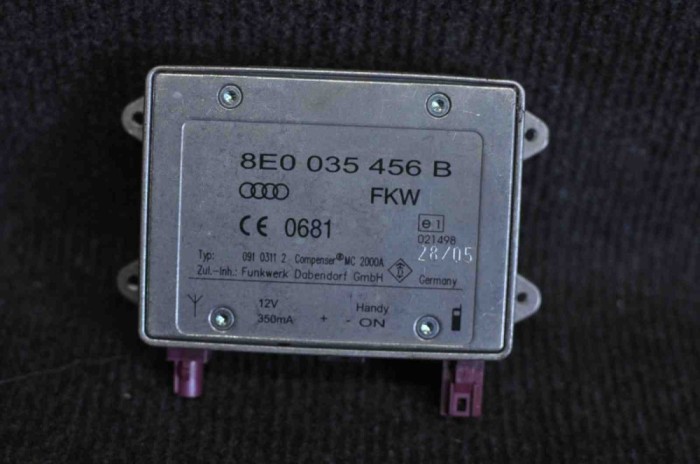 8E0 035 456 B
FKW
CE 0681
e1
021498
28/05
Typ: 091 0311 2 Compenser® MC 2000A
Zul.-Inh.: Funkwerk Dabendorf GmbH Germany
12V Handy
350mA + - ON